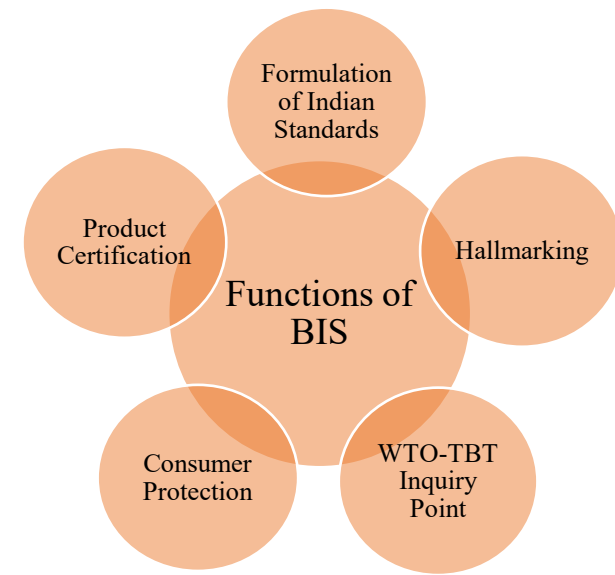 Formulation
of Indian
Standards
Product
Certification
Hallmarking
Functions of
BIS
Consumer
Protection
WTO-TBT
Inquiry
Point